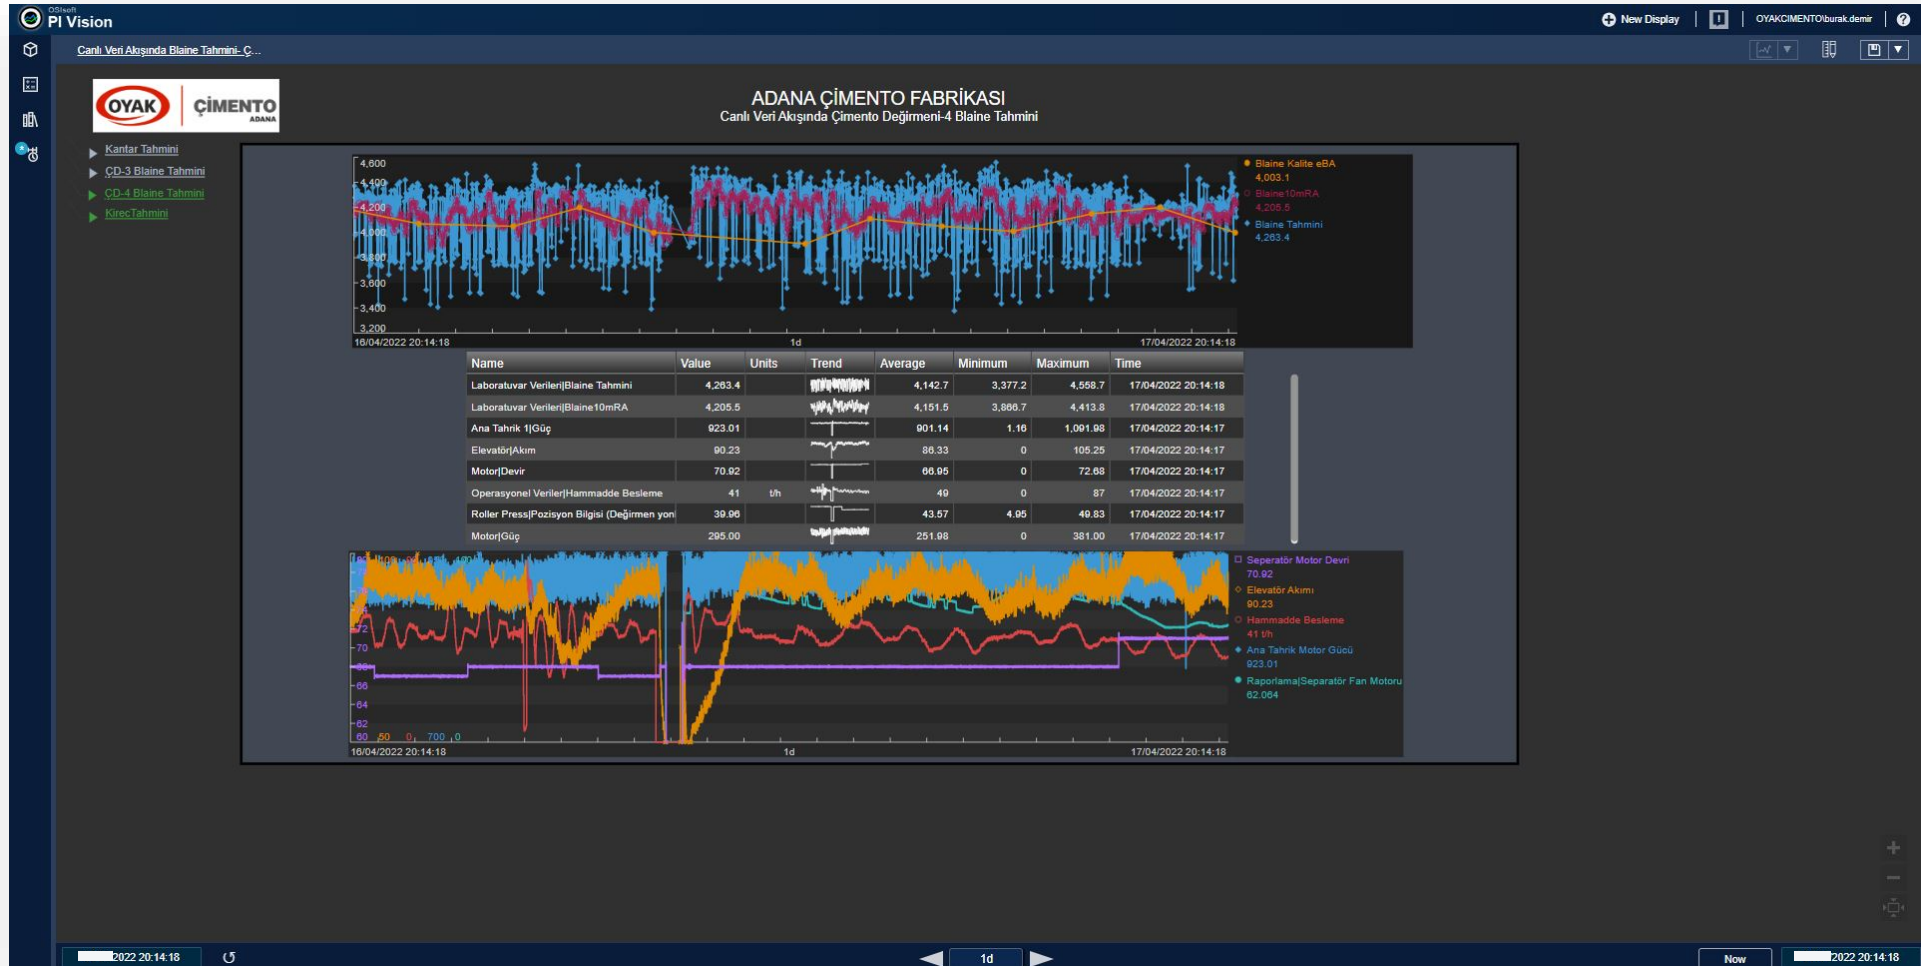 OSIsoft
PI Vision
New Display
OYAKCIMENTO\burak.demir
Canlı Veri Akışında Blaine Tahmini- Ç...
OYAK ÇİMENTO
ADANA
ADANA ÇİMENTO FABRİKASI
Canlı Veri Akışında Çimento Değirmeni-4 Blaine Tahmini
Kantar Tahmini
ÇD-3 Blaine Tahmini
ÇD-4 Blaine Tahmini
KireçTahmini
4,600
4,400
4,200
4,000
3,800
3,600
3,400
3,200
16/04/2022 20:14:18 1d 17/04/2022 20:14:18
Blaine Kalite eBA
4,003.1
Blaine10mRA
4,205.5
Blaine Tahmini
4,263.4
Name Value Units Trend Average Minimum Maximum Time
Laboratuvar Verileri|Blaine Tahmini 4,263.4 4,142.7 3,377.2 4,558.7 17/04/2022 20:14:18
Laboratuvar Verileri|Blaine10mRA 4,205.5 4,151.5 3,866.7 4,413.8 17/04/2022 20:14:18
Ana Tahrik 1|Güç 923.01 901.14 1.16 1,091.98 17/04/2022 20:14:17
Elevatör|Akım 90.23 86.33 0 105.25 17/04/2022 20:14:17
Motor|Devir 70.92 66.95 0 72.68 17/04/2022 20:14:17
Operasyonel Veriler|Hammadde Besleme 41 t/h 49 0 87 17/04/2022 20:14:17
Roller Press|Pozisyon Bilgisi (Değirmen yon 39.96 43.57 4.95 49.83 17/04/2022 20:14:17
Motor|Güç 295.00 251.98 0 381.00 17/04/2022 20:14:17
72
70
68
66
64
62
60 50 0 700 0
16/04/2022 20:14:18 1d 17/04/2022 20:14:18
Seperatör Motor Devri
70.92
Elevatör Akımı
90.23
Hammadde Besleme
41 t/h
Ana Tahrik Motor Gücü
923.01
Raporlama|Separatör Fan Motoru
62.064
2022 20:14:18
1d
Now
2022 20:14:18